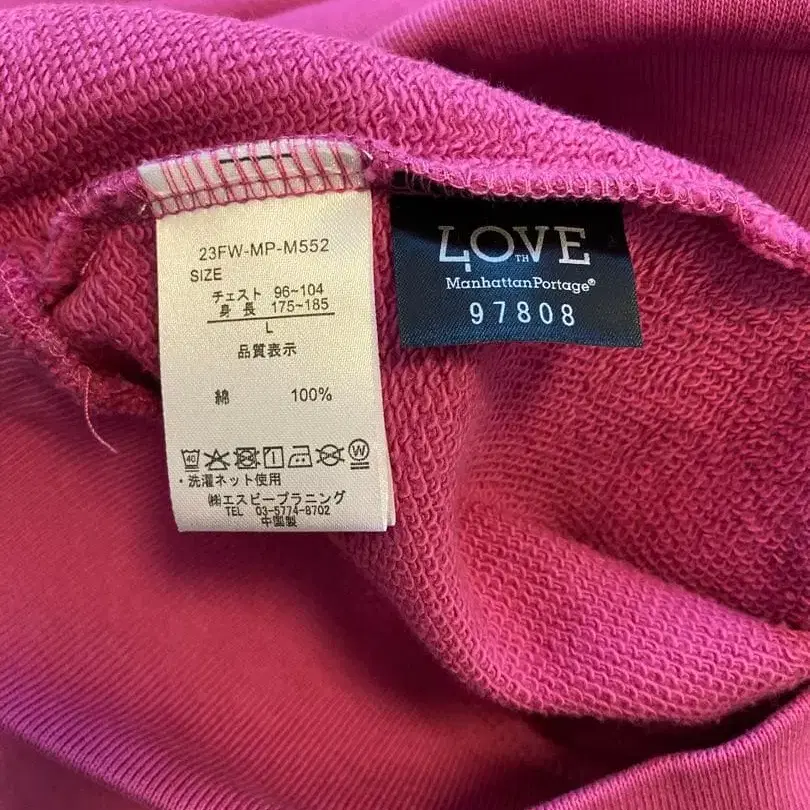 23FW-MP-M552
SIZE
チェスト 96~104
身長 175~185
L
品質表示
綿 100%
40 W
・洗濯ネット使用
㈱エスピープラニング
TEL 03-5774-8702
中国製
LOVE
TH
ManhattanPortage®
97808